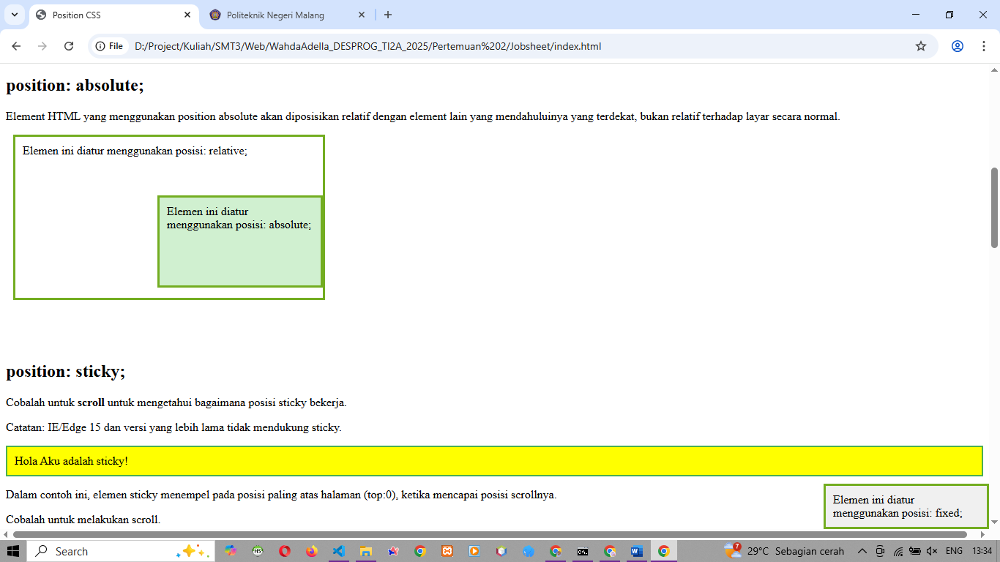 Position CSS
Politeknik Negeri Malang
File
D:/Project/Kuliah/SMT3/Web/WahdaAdella_DESPROG_TI2A_2025/Pertemuan%202/Jobsheet/index.html
position: absolute;
Element HTML yang menggunakan position absolute akan diposisikan relatif dengan element lain yang mendahuluinya yang terdekat, bukan relatif terhadap layar secara normal.
Elemen ini diatur menggunakan posisi: relative;
Elemen ini diatur
menggunakan posisi: absolute;
position: sticky;
Cobalah untuk scroll untuk mengetahui bagaimana posisi sticky bekerja.
Catatan: IE/Edge 15 dan versi yang lebih lama tidak mendukung sticky.
Hola Aku adalah sticky!
Dalam contoh ini, elemen sticky menempel pada posisi paling atas halaman (top:0), ketika mencapai posisi scrollnya.
Elemen ini diatur
menggunakan posisi: fixed;
Cobalah untuk melakukan scroll.
Search
HS
W
7
29°C Sebagian cerah
ENG
13:34